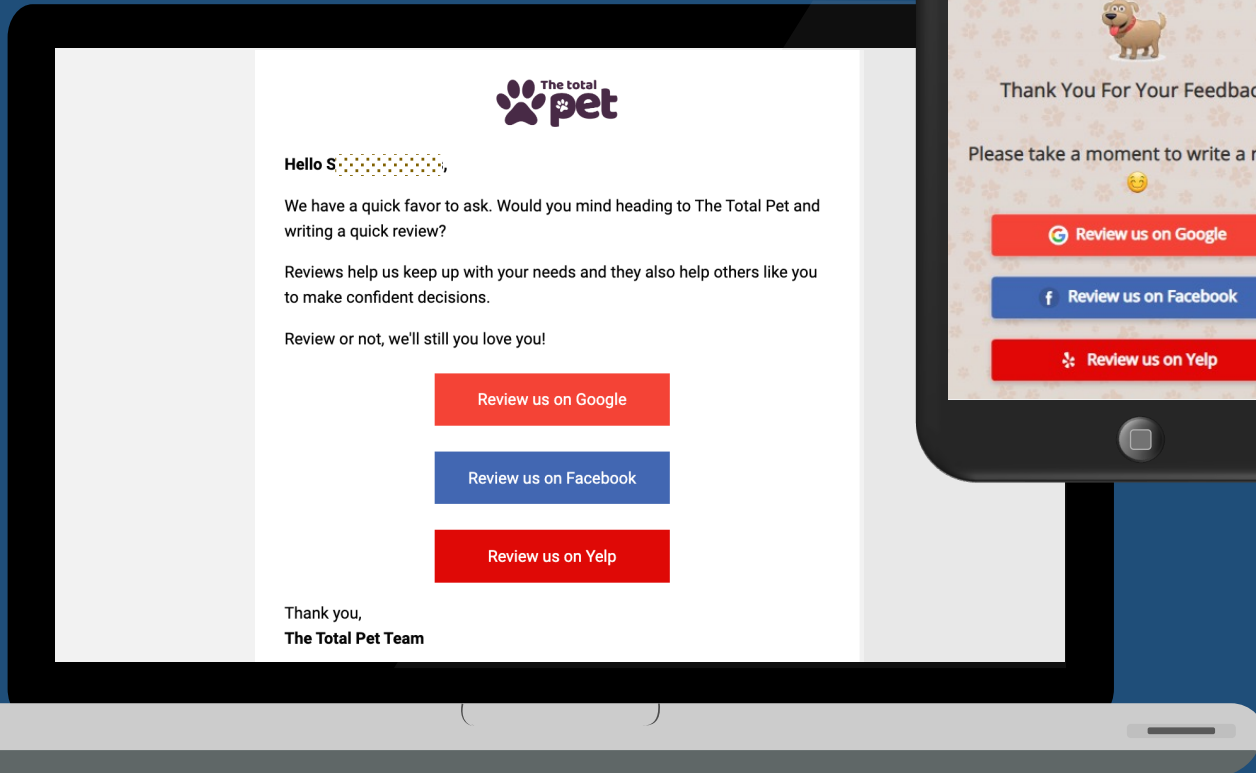 The total
pet
Hello S
We have a quick favor to ask. Would you mind heading to The Total Pet and
writing a quick review?
Reviews help us keep up with your needs and they also help others like you
to make confident decisions.
Review or not, we'll still you love you!
Review us on Google
Review us on Facebook
Review us on Yelp
Thank you,
The Total Pet Team
Thank You For Your Feedbac
Please take a moment to write a r
Review us on Google
Review us on Facebook
Review us on Yelp